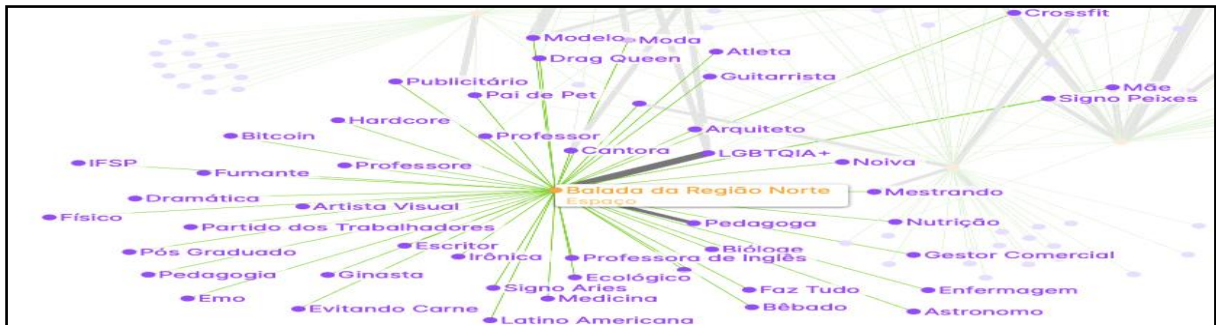 Crossfit
Modelo
Moda
Drag Queen
Atleta
Publicitário
Guitarrista
Mãe
Pai de Pet
Signo Peixes
Hardcore
Bitcoin
Professor
Arquiteto
Cantora
LGBTQIA+
IFSP
Professore
Noiva
Fumante
Balada da Região Norte
Espaço
Mestrando
Dramática
Artista Visual
Físico
Partido dos Trabalhadores
Pedagoga
Nutrição
Pós Graduado
Escritor
Irônica
Professora de Inglês
Bióloge
Gestor Comercial
Pedagogia
Ginasta
Ecológico
Signo Aries
Faz Tudo
Enfermagem
Emo
Evitando Carne
Medicina
Bêbado
Astronomo
Latino Americana